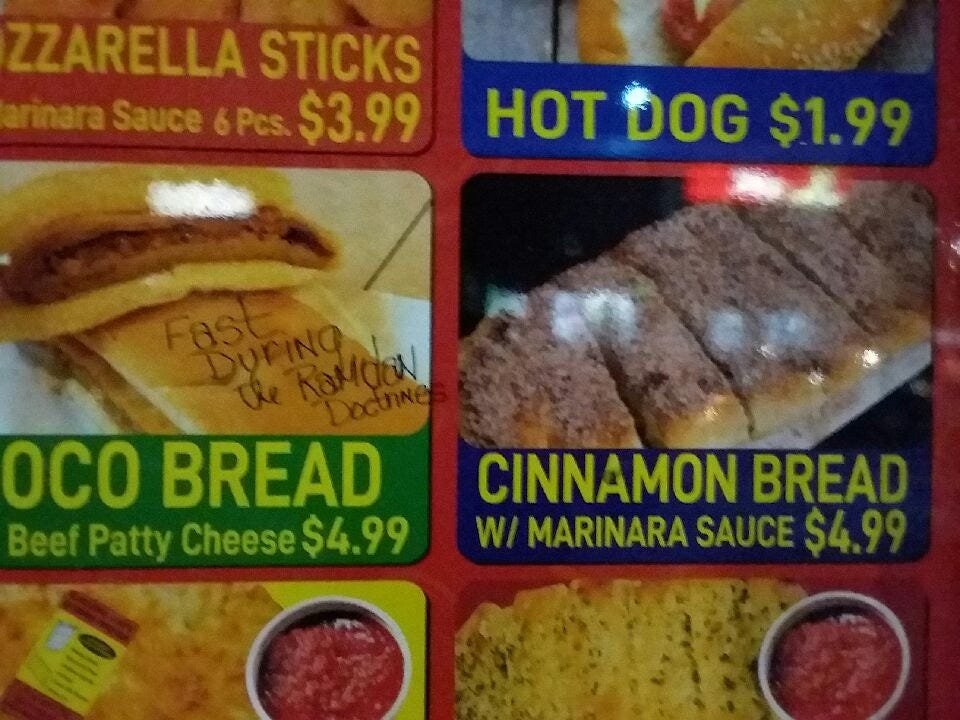 ZZARELLA STICKS
arinara Sauce 6 Pcs. $3.99
HOT DOG $1.99
FAST
DURING
the RAMdAN
Doctrines
OCO BREAD
Beef Patty Cheese $4.99
CINNAMON BREAD
W/ MARINARA SAUCE $4.99